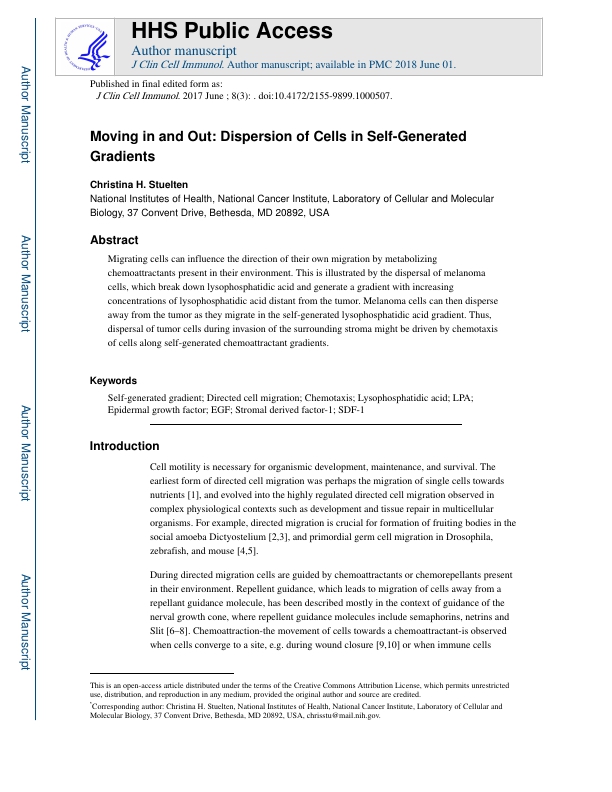 HHS Public Access
Author manuscript
J Clin Cell Immunol. Author manuscript; available in PMC 2018 June 01.
Published in final edited form as:
J Clin Cell Immunol. 2017 June ; 8(3): . doi:10.4172/2155-9899.1000507.
Moving in and Out: Dispersion of Cells in Self-Generated
Gradients
Christina H. Stuelten
National Institutes of Health, National Cancer Institute, Laboratory of Cellular and Molecular
Biology, 37 Convent Drive, Bethesda, MD 20892, USA
Abstract
Migrating cells can influence the direction of their own migration by metabolizing
chemoattractants present in their environment. This is illustrated by the dispersal of melanoma
cells, which break down lysophosphatidic acid and generate a gradient with increasing
concentrations of lysophosphatidic acid distant from the tumor. Melanoma cells can then disperse
away from the tumor as they migrate in the self-generated lysophosphatidic acid gradient. Thus,
dispersal of tumor cells during invasion of the surrounding stroma might be driven by chemotaxis
of cells along self-generated chemoattractant gradients.
Keywords
Self-generated gradient; Directed cell migration; Chemotaxis; Lysophosphatidic acid; LPA;
Epidermal growth factor; EGF; Stromal derived factor-1; SDF-1
Introduction
Cell motility is necessary for organismic development, maintenance, and survival. The
earliest form of directed cell migration was perhaps the migration of single cells towards
nutrients [1], and evolved into the highly regulated directed cell migration observed in
complex physiological contexts such as development and tissue repair in multicellular
organisms. For example, directed migration is crucial for formation of fruiting bodies in the
social amoeba Dictyostelium [2,3], and primordial germ cell migration in Drosophila,
zebrafish, and mouse [4,5].
During directed migration cells are guided by chemoattractants or chemorepellants present
in their environment. Repellent guidance, which leads to migration of cells away from a
repellant guidance molecule, has been described mostly in the context of guidance of the
nerval growth cone, where repellent guidance molecules include semaphorins, netrins and
Slit [6–8]. Chemoattraction-the movement of cells towards a chemoattractant-is observed
when cells converge to a site, e.g. during wound closure [9,10] or when immune cells
This is an open-access article distributed under the terms of the Creative Commons Attribution License, which permits unrestricted
use, distribution, and reproduction in any medium, provided the original author and source are credited.
*Corresponding author: Christina H. Stuelten, National Institutes of Health, National Cancer Institute, Laboratory of Cellular and
Molecular Biology, 37 Convent Drive, Bethesda, MD 20892, USA, chrisstu@mail.nih.gov.
Author Manuscript
Author Manuscript
Author Manuscript
Author Manuscript